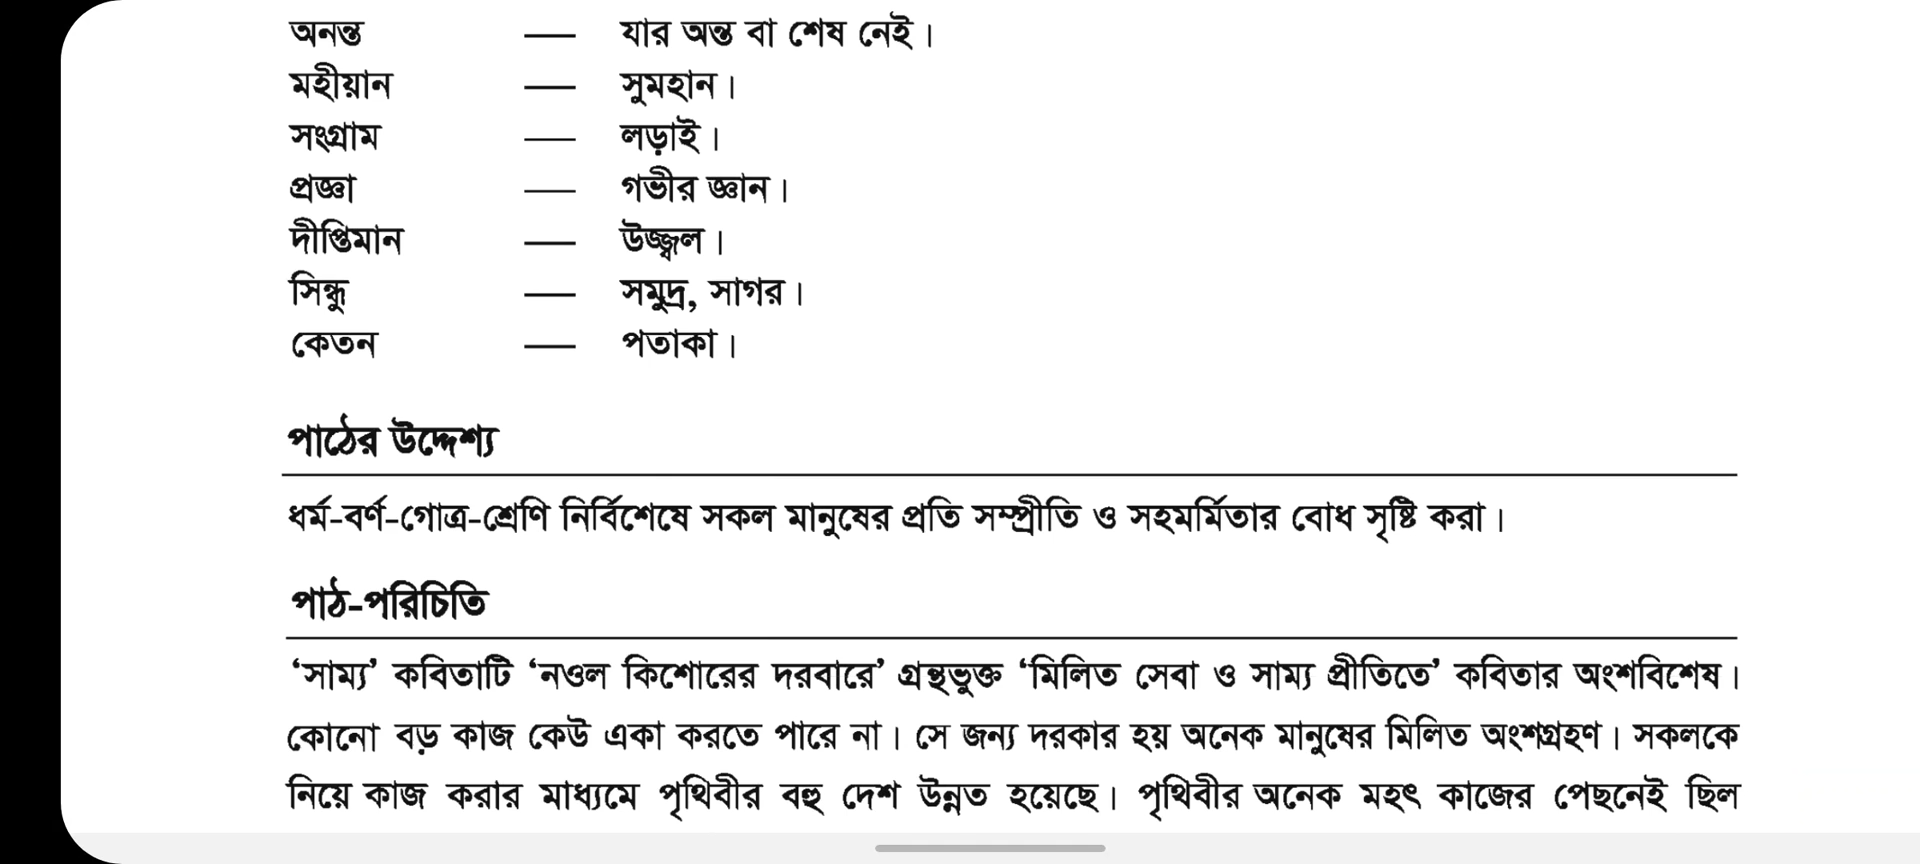 অনন্ত — যার অন্ত বা শেষ নেই।
মহীয়ান — সুমহান।
সংগ্রাম — লড়াই।
প্রজ্ঞা — গভীর জ্ঞান।
দীপ্তিমান — উজ্জ্বল।
সিন্ধু — সমুদ্র, সাগর।
কেতন — পতাকা।
পাঠের উদ্দেশ্য
ধর্ম-বর্ণ-গোত্র-শ্রেণি নির্বিশেষে সকল মানুষের প্রতি সম্প্রীতি ও সহমর্মিতার বোধ সৃষ্টি করা।
পাঠ-পরিচিতি
‘সাম্য’ কবিতাটি ‘নওল কিশোরের দরবারে’ গ্রন্থভুক্ত ‘মিলিত সেবা ও সাম্য প্রীতিতে’ কবিতার অংশবিশেষ।
কোনো বড় কাজ কেউ একা করতে পারে না। সে জন্য দরকার হয় অনেক মানুষের মিলিত অংশগ্রহণ। সকলকে
নিয়ে কাজ করার মাধ্যমে পৃথিবীর বহু দেশ উন্নত হয়েছে। পৃথিবীর অনেক মহৎ কাজের পেছনেই ছিল